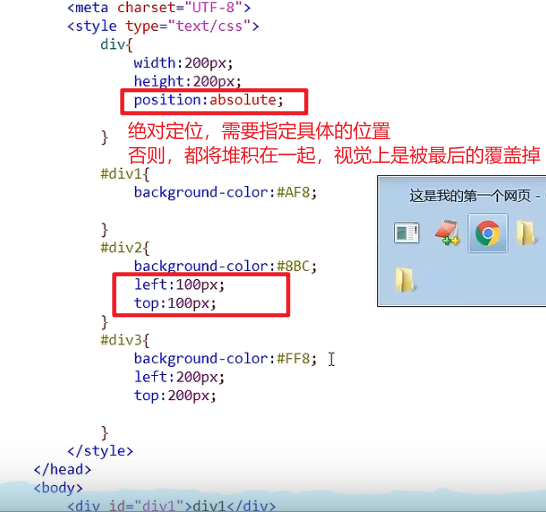 <meta charset="UTF-8">
<style type="text/css">
div{
width:200px;
height:200px;
position:absolute;
绝对定位，需要指定具体的位置
}
否则，都将堆积在一起，视觉上是被最后的覆盖掉
#div1{
background-color:#AF8;
这是我的第一个网页 -
}
#div2{
background-color:#8BC;
left:100px;
top:100px;
}
#div3{
background-color:#FF8;
left:200px;
top:200px;
}
</style>
</head>
<body>
<div id="div1">div1</div>